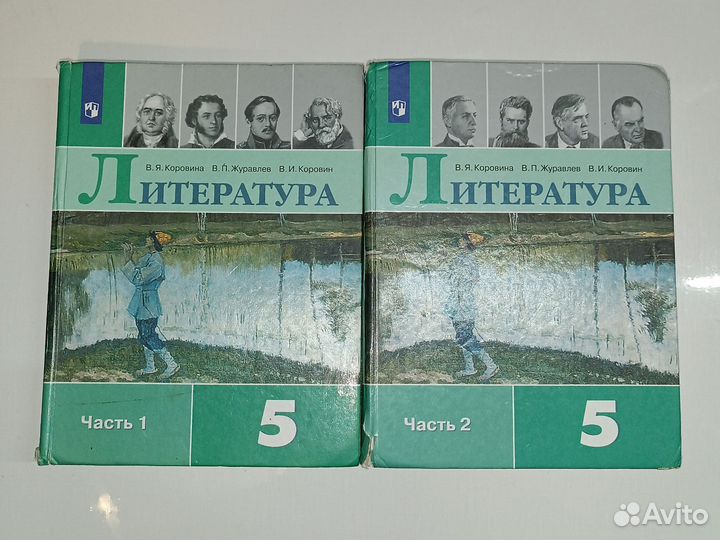 В.Я.Коровина В.П.Журавлев В.И.Коровин
ЛИТЕРАТУРА
Часть 1
5
В.Я.Коровина В.П.Журавлев В.И.Коровин
ЛИТЕРАТУРА
Часть 2
5
Avito